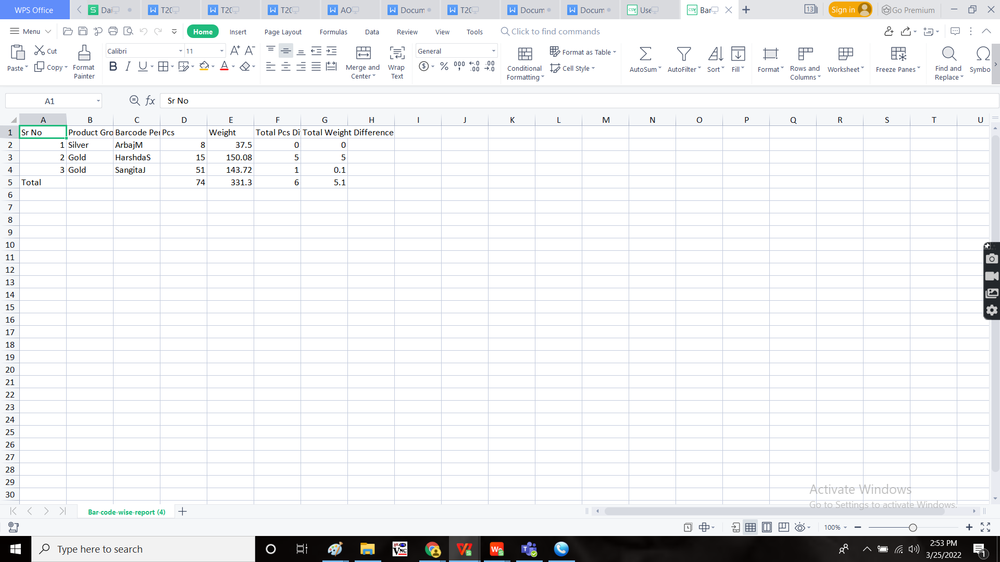 WPS Office Dai T20 T20 T20 AO Docum T20 Docum Docum Use Bar Sign in Go Premium
Menu Home Insert Page Layout Formulas Data Review View Tools Click to find commands
Paste Cut Copy Format Painter Calibri 11 Merge and Center Wrap Text General Conditional Formatting Format as Table Cell Style AutoSum AutoFilter Sort Fill Format Rows and Columns Worksheet Freeze Panes Find and Replace Symbo
A1 fx Sr No
A B C D E F G H I J K L M N O P Q R S T U
1 Sr No Product Gro Barcode Per Pcs Weight Total Pcs Di Total Weight Difference
2 1 Silver ArbajM 8 37.5 0 0
3 2 Gold HarshdaS 15 150.08 5 5
4 3 Gold SangitaJ 51 143.72 1 0.1
5 Total 74 331.3 6 5.1
6
7
8
9
10
11
12
13
14
15
16
17
18
19
20
21
22
23
24
25
26
27
28
29
30
Activate Windows
Go to Settings to activate Windows.
Bar-code-wise-report (4)
100%
Type here to search
2:53 PM
3/25/2022
1